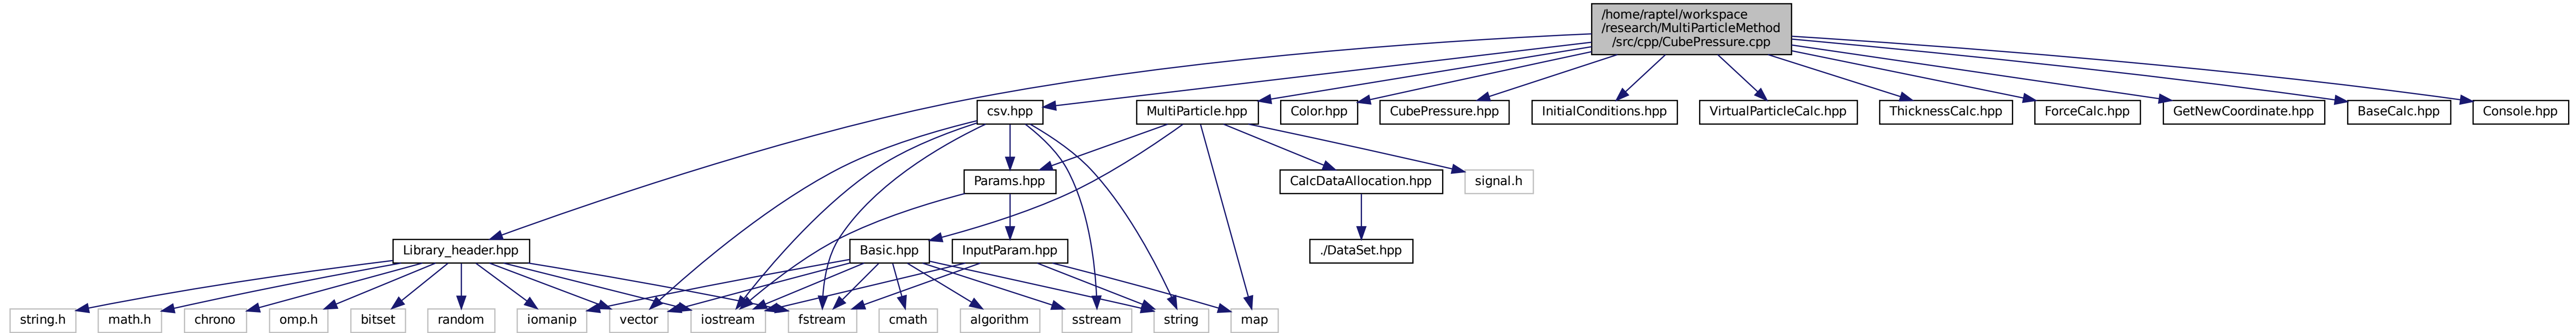 /home/raptel/workspace
/research/MultiParticleMethod
/src/cpp/CubePressure.cpp
csv.hpp
MultiParticle.hpp
Color.hpp
CubePressure.hpp
InitialConditions.hpp
VirtualParticleCalc.hpp
ThicknessCalc.hpp
ForceCalc.hpp
GetNewCoordinate.hpp
BaseCalc.hpp
Console.hpp
Params.hpp
CalcDataAllocation.hpp
signal.h
Library_header.hpp
Basic.hpp
InputParam.hpp
./DataSet.hpp
string.h
math.h
chrono
omp.h
bitset
random
iomanip
vector
iostream
fstream
cmath
algorithm
sstream
string
map